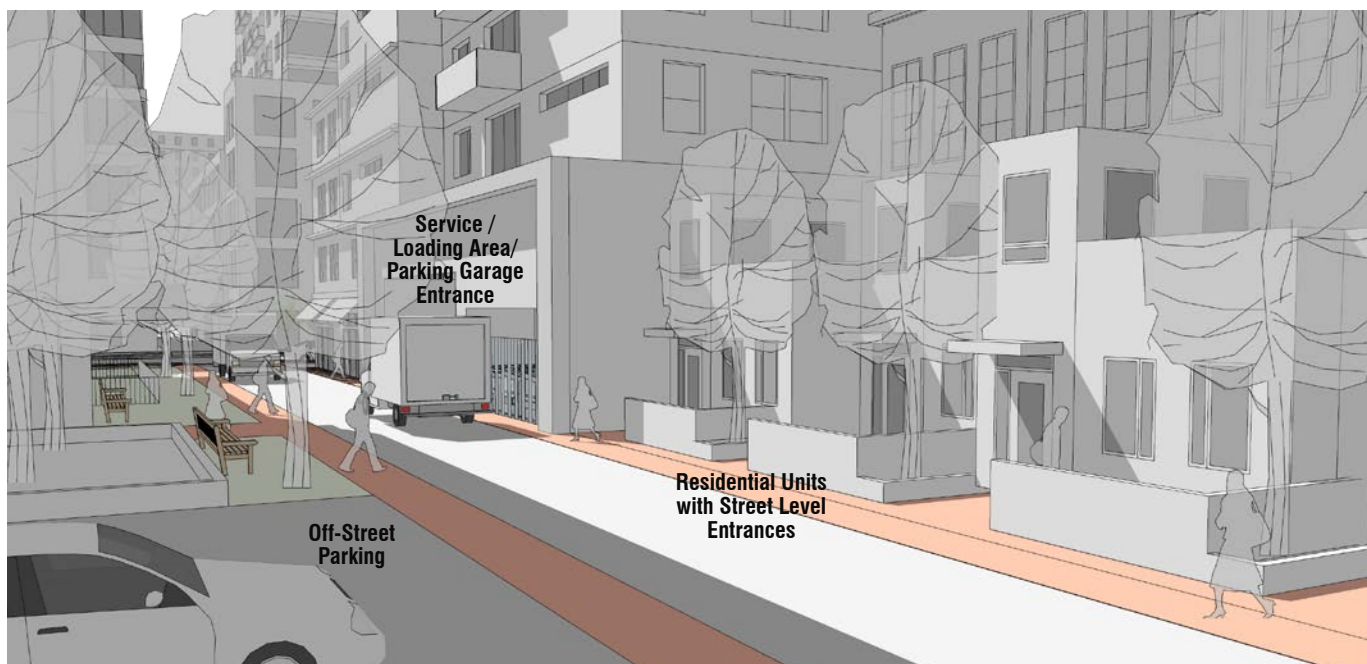 Service /
Loading Area/
Parking Garage
Entrance
Residential Units
with Street Level
Entrances
Off-Street
Parking